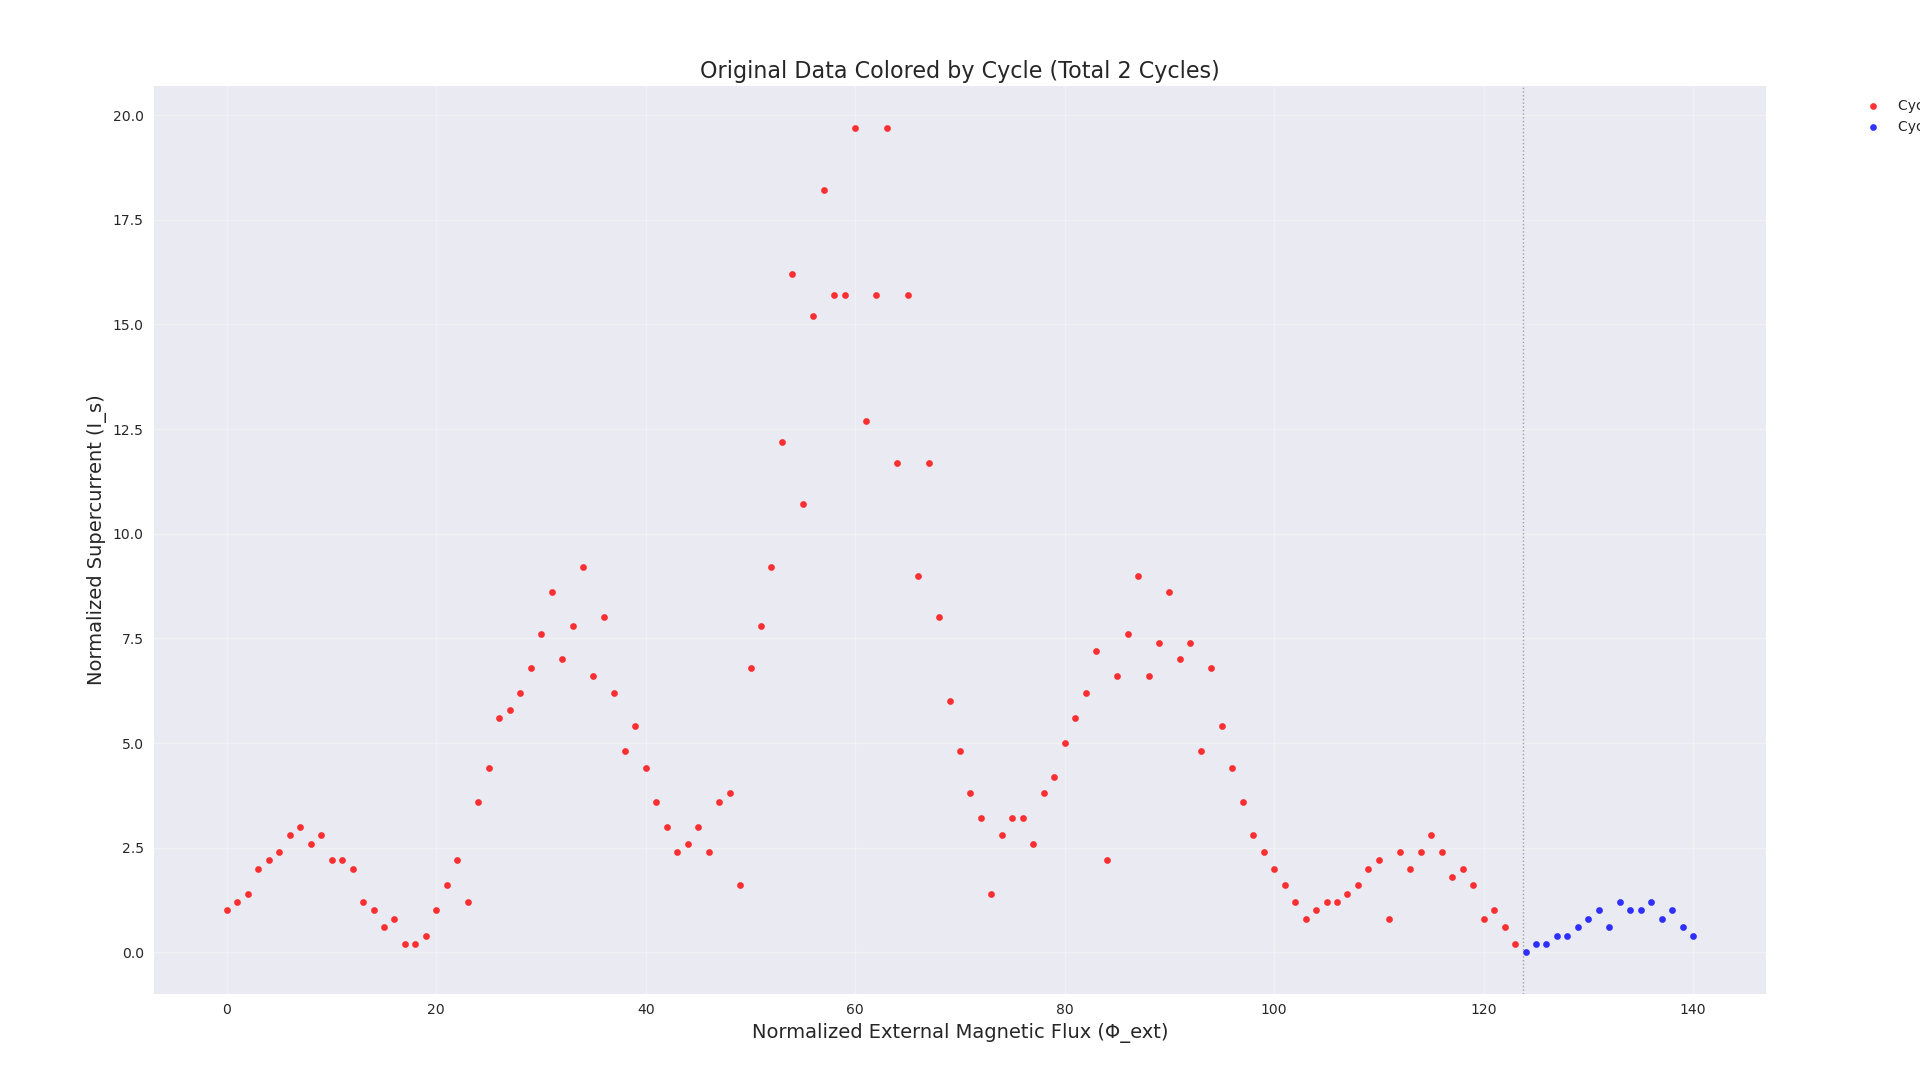 Original Data Colored by Cycle (Total 2 Cycles)
20.0
17.5
15.0
12.5
10.0
7.5
5.0
2.5
0.0
Normalized Supercurrent (I_s)
0 20 40 60 80 100 120 140
Normalized External Magnetic Flux (Φ_ext)
Cyc
Cyc